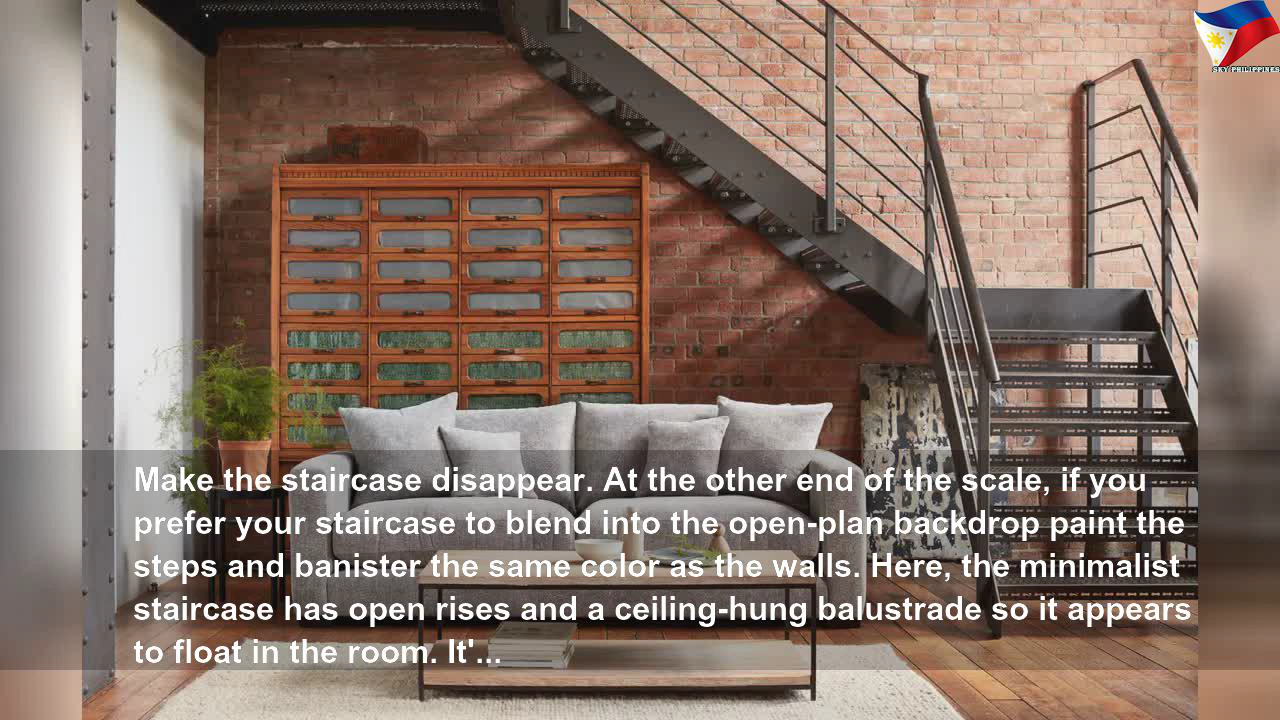 SKY PHILIPPINES
Make the staircase disappear. At the other end of the scale, if you
prefer your staircase to blend into the open-plan backdrop paint the
steps and banister the same color as the walls. Here, the minimalist
staircase has open rises and a ceiling-hung balustrade so it appears
to float in the room. It'...